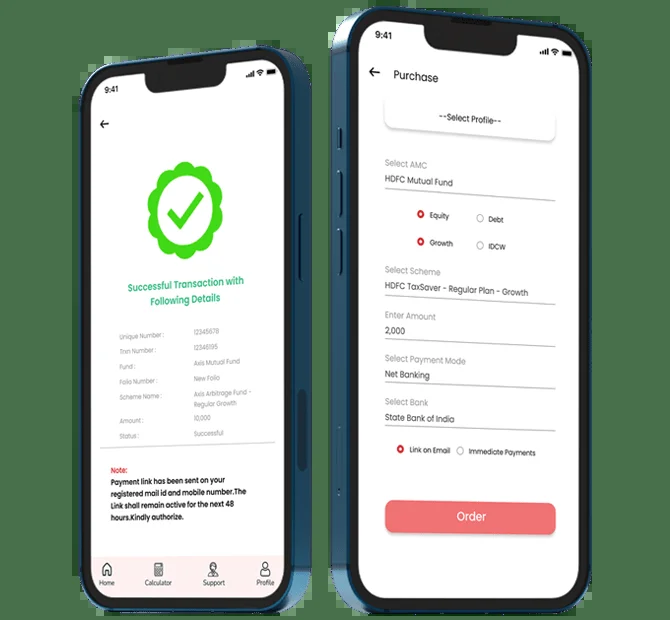 9:41
Successful Transaction with
Following Details
Unique Number : 12345678
Trxn Number : 12346195
Fund : Axis Mutual Fund
Folio Number : New Folio
Scheme Name : Axis Arbitrage Fund -
Regular Growth
Amount : 10,000
Status : Successful
Note:
Payment link has been sent on your
registered mail id and mobile number.The
Link shall remain active for the next 48
hours.Kindly authorize.
Home Calculator Support Profile
9:41
Purchase
--Select Profile--
Select AMC
HDFC Mutual Fund
Equity Debt
Growth IDCW
Select Scheme
HDFC TaxSaver - Regular Plan - Growth
Enter Amount
2,000
Select Payment Mode
Net Banking
Select Bank
State Bank of India
Link on Email Immediate Payments
Order